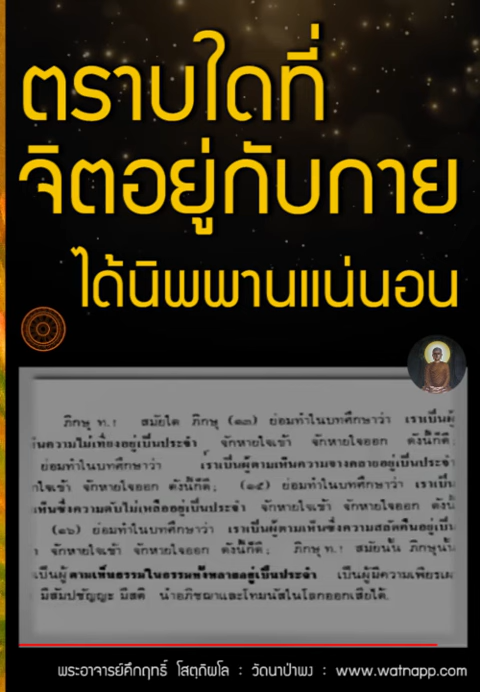 ตราบใดที่
จิตอยู่กับกาย
ได้นิพพานแน่นอน
ภิกษุ ท.! สมัยใด ภิกษุ (๑๓) ย่อมทำในบทศึกษาว่า เราเป็นผู้
เห็นความไม่เที่ยงอยู่เป็นประจำ จักหายใจเข้า จักหายใจออก ดังนี้ก็ดี;
ย่อมทำในบทศึกษาว่า เราเป็นผู้ตามเห็นความจางคลายอยู่เป็นประจำ
หายใจเข้า จักหายใจออก ดังนี้ก็ดี; (๑๕) ย่อมทำในบทศึกษาว่า เราเป็น
เห็นซึ่งความดับไม่เหลืออยู่เป็นประจำ จักหายใจเข้า จักหายใจออก ดังนี้
(๑๖) ย่อมทำในบทศึกษาว่า เราเป็นผู้ตามเห็นซึ่งความสลัดคืนอยู่เป็น
จักหายใจเข้า จักหายใจออก ดังนี้ก็ดี; ภิกษุ ท.! สมัยนั้น ภิกษุนั้น
เป็นผู้ตามเห็นธรรมในธรรมทั้งหลายอยู่เป็นประจำ เป็นผู้มีความเพียรเผา
มีสัมปชัญญะ มีสติ นำอภิชฌาและโทมนัสในโลกออกเสียได้.
พระอาจารย์คึกฤทธิ์ โสตฺถิผโล : วัดนาป่าพง : www.watnapp.com